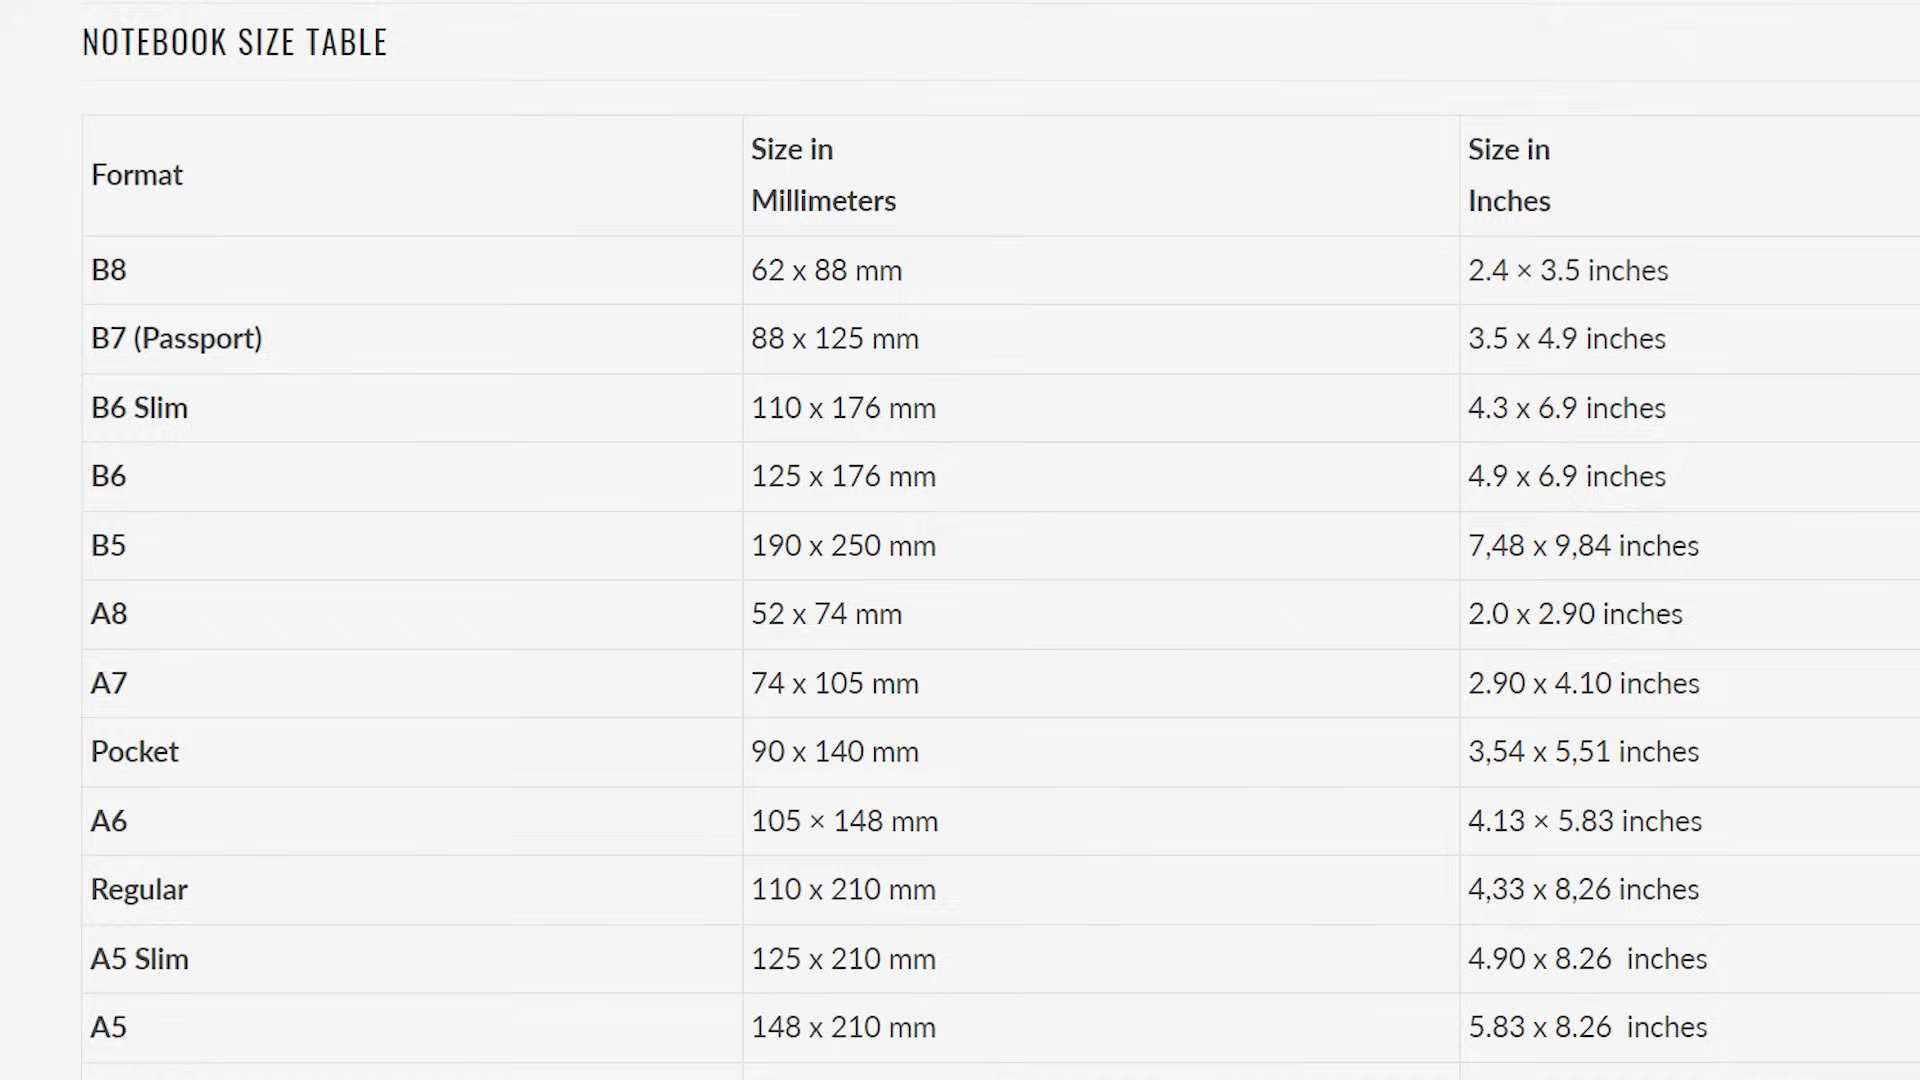 NOTEBOOK SIZE TABLE
Format
Size in
Millimeters
Size in
Inches
B8
62 x 88 mm
2.4 × 3.5 inches
B7 (Passport)
88 x 125 mm
3.5 x 4.9 inches
B6 Slim
110 x 176 mm
4.3 x 6.9 inches
B6
125 x 176 mm
4.9 x 6.9 inches
B5
190 x 250 mm
7,48 x 9,84 inches
A8
52 x 74 mm
2.0 x 2.90 inches
A7
74 x 105 mm
2.90 x 4.10 inches
Pocket
90 x 140 mm
3,54 x 5,51 inches
A6
105 × 148 mm
4.13 × 5.83 inches
Regular
110 x 210 mm
4,33 x 8,26 inches
A5 Slim
125 x 210 mm
4.90 x 8.26  inches
A5
148 x 210 mm
5.83 x 8.26  inches